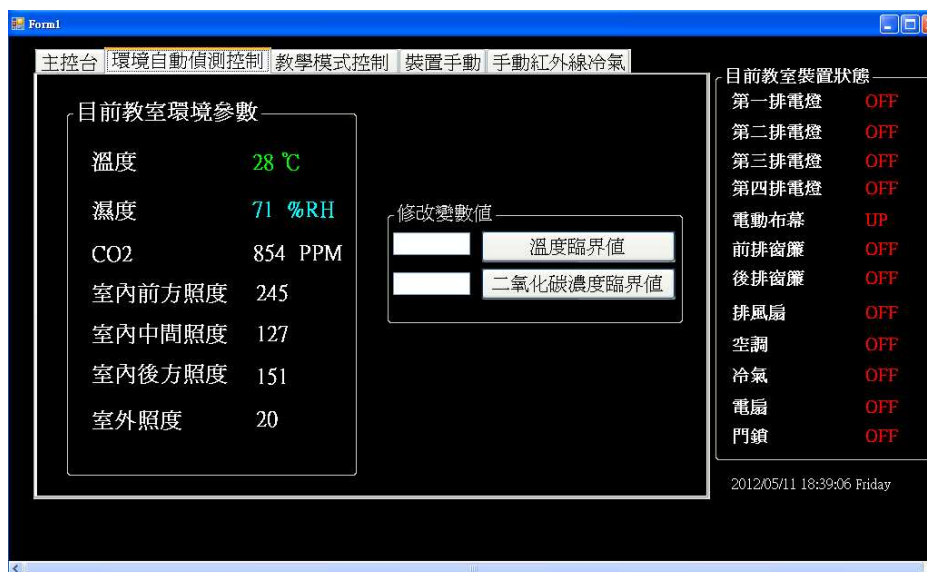 Form1
主控台 環境自動偵測控制 教學模式控制 裝置手動 手動紅外線冷氣
目前教室環境參數
溫度 28 ℃
濕度 71 %RH
CO2 854 PPM
室內前方照度 245
室內中間照度 127
室內後方照度 151
室外照度 20
修改變數值
溫度臨界值
二氧化碳濃度臨界值
目前教室裝置狀態
第一排電燈 OFF
第二排電燈 OFF
第三排電燈 OFF
第四排電燈 OFF
電動布幕 UP
前排窗簾 OFF
後排窗簾 OFF
排風扇 OFF
空調 OFF
冷氣 OFF
電扇 OFF
門鎖 OFF
2012/05/11 18:39:06 Friday